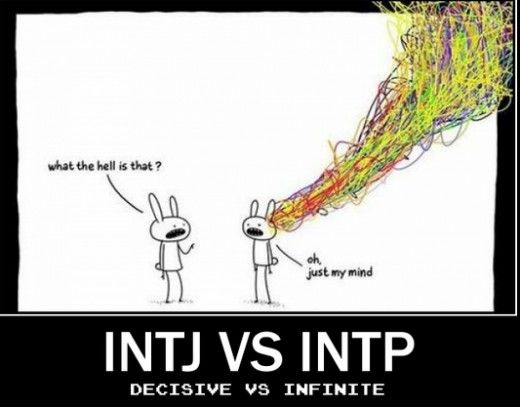 what the hell is that?
oh,
just my mind
INTJ VS INTP
DECISIVE VS INFINITE